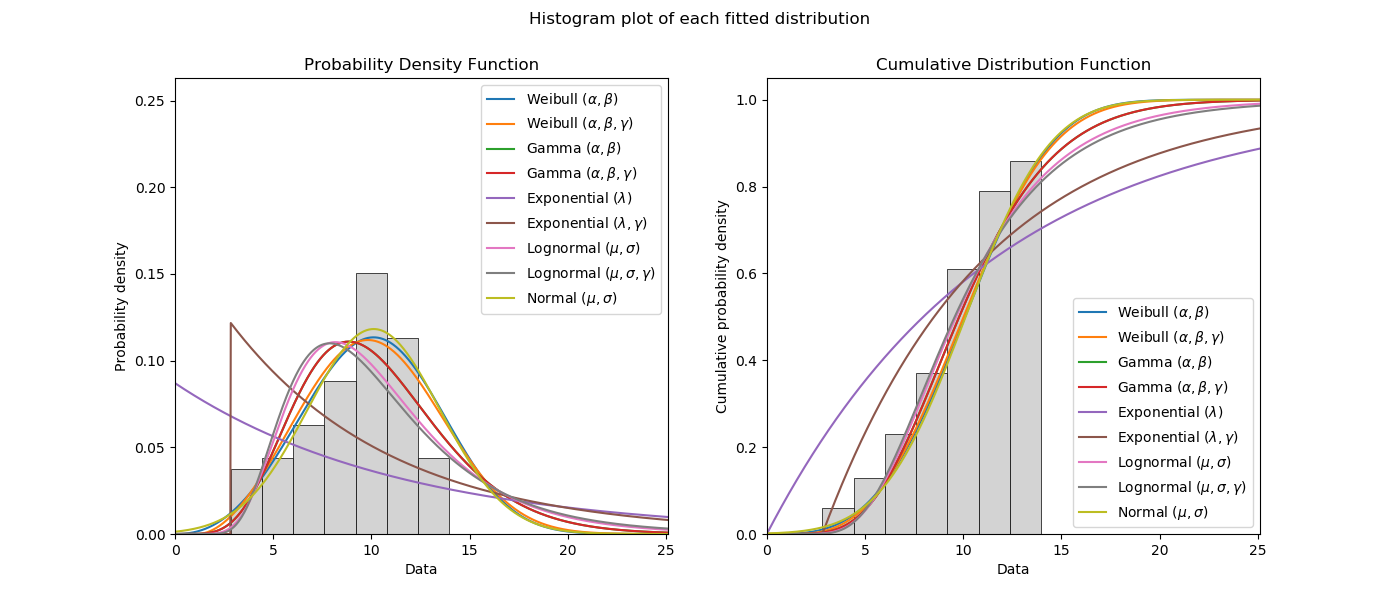 Histogram plot of each fitted distribution
Probability Density Function
Probability density
0.25
0.20
0.15
0.10
0.05
0.00
0
5
10
15
20
25
Data
Weibull (α, β)
Weibull (α, β, γ)
Gamma (α, β)
Gamma (α, β, γ)
Exponential (λ)
Exponential (λ, γ)
Lognormal (μ, σ)
Lognormal (μ, σ, γ)
Normal (μ, σ)
Cumulative Distribution Function
Cumulative probability density
1.0
0.8
0.6
0.4
0.2
0.0
0
5
10
15
20
25
Data
Weibull (α, β)
Weibull (α, β, γ)
Gamma (α, β)
Gamma (α, β, γ)
Exponential (λ)
Exponential (λ, γ)
Lognormal (μ, σ)
Lognormal (μ, σ, γ)
Normal (μ, σ)